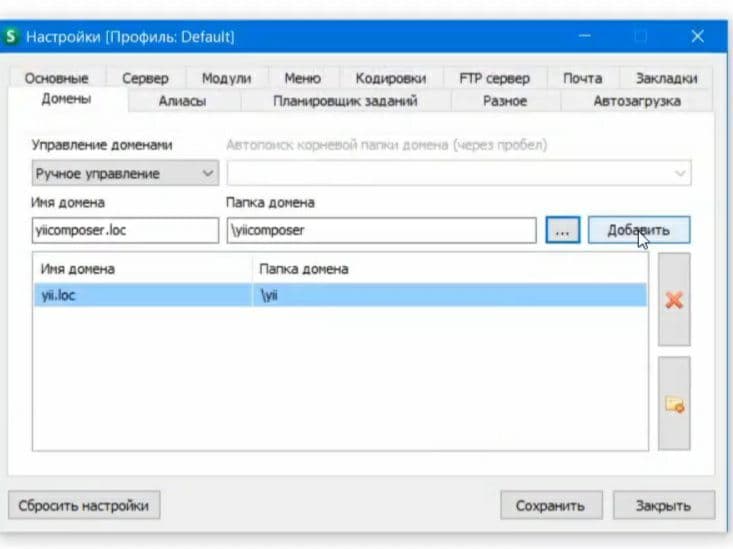 S Настройки [Профиль: Default]
Основные Сервер Модули Меню Кодировки FTP сервер Почта Закладки
Домены Алиасы Планировщик заданий Разное Автозагрузка
Управление доменами Автопоиск корневой папки домена (через пробел)
Ручное управление
Имя домена Папка домена
yiicomposer.loc \yiicomposer ... Добавить
Имя домена Папка домена
yii.loc \yii
Сбросить настройки Сохранить Закрыть